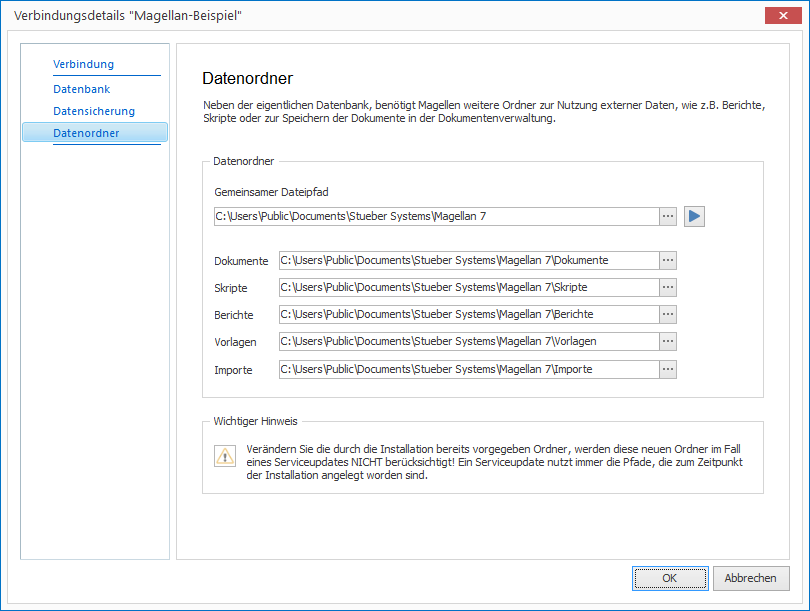 Verbindungsdetails "Magellan-Beispiel"
Verbindung
Datenbank
Datensicherung
Datenordner
Datenordner
Neben der eigentlichen Datenbank, benötigt Magellen weitere Ordner zur Nutzung externer Daten, wie z.B. Berichte,
Skripte oder zur Speichern der Dokumente in der Dokumentenverwaltung.
Datenordner
Gemeinsamer Dateipfad
C:\Users\Public\Documents\Stueber Systems\Magellan 7
Dokumente C:\Users\Public\Documents\Stueber Systems\Magellan 7\Dokumente
Skripte C:\Users\Public\Documents\Stueber Systems\Magellan 7\Skripte
Berichte C:\Users\Public\Documents\Stueber Systems\Magellan 7\Berichte
Vorlagen C:\Users\Public\Documents\Stueber Systems\Magellan 7\Vorlagen
Importe C:\Users\Public\Documents\Stueber Systems\Magellan 7\Importe
Wichtiger Hinweis
Verändern Sie die durch die Installation bereits vorgegeben Ordner, werden diese neuen Ordner im Fall
eines Serviceupdates NICHT berücksichtigt! Ein Serviceupdate nutzt immer die Pfade, die zum Zeitpunkt
der Installation angelegt worden sind.
OK Abbrechen